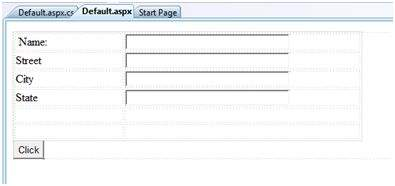 Default.aspx.cs Default.aspx Start Page
Name:
Street
City
State
Click